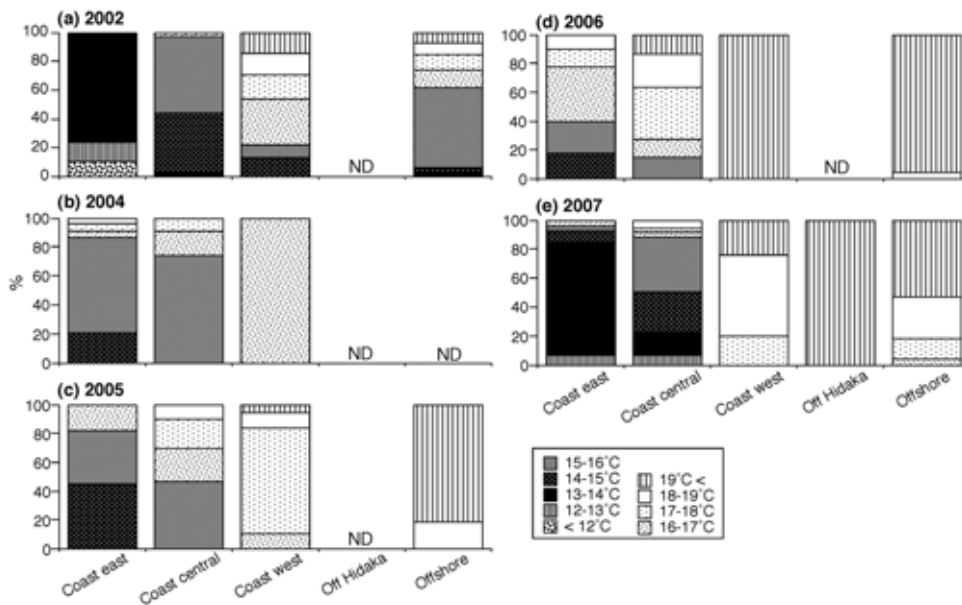 (a) 2002
100
80
60
40
20
0
ND
(b) 2004
100
80
60
40
20
0
%
ND
ND
(c) 2005
100
80
60
40
20
0
ND
Coast east
Coast central
Coast west
Off Hidaka
Offshore
(d) 2006
100
80
60
40
20
0
ND
(e) 2007
100
80
60
40
20
0
Coast east
Coast central
Coast west
Off Hidaka
Offshore
15-16°C
14-15°C
13-14°C
12-13°C
< 12°C
19°C <
18-19°C
17-18°C
16-17°C